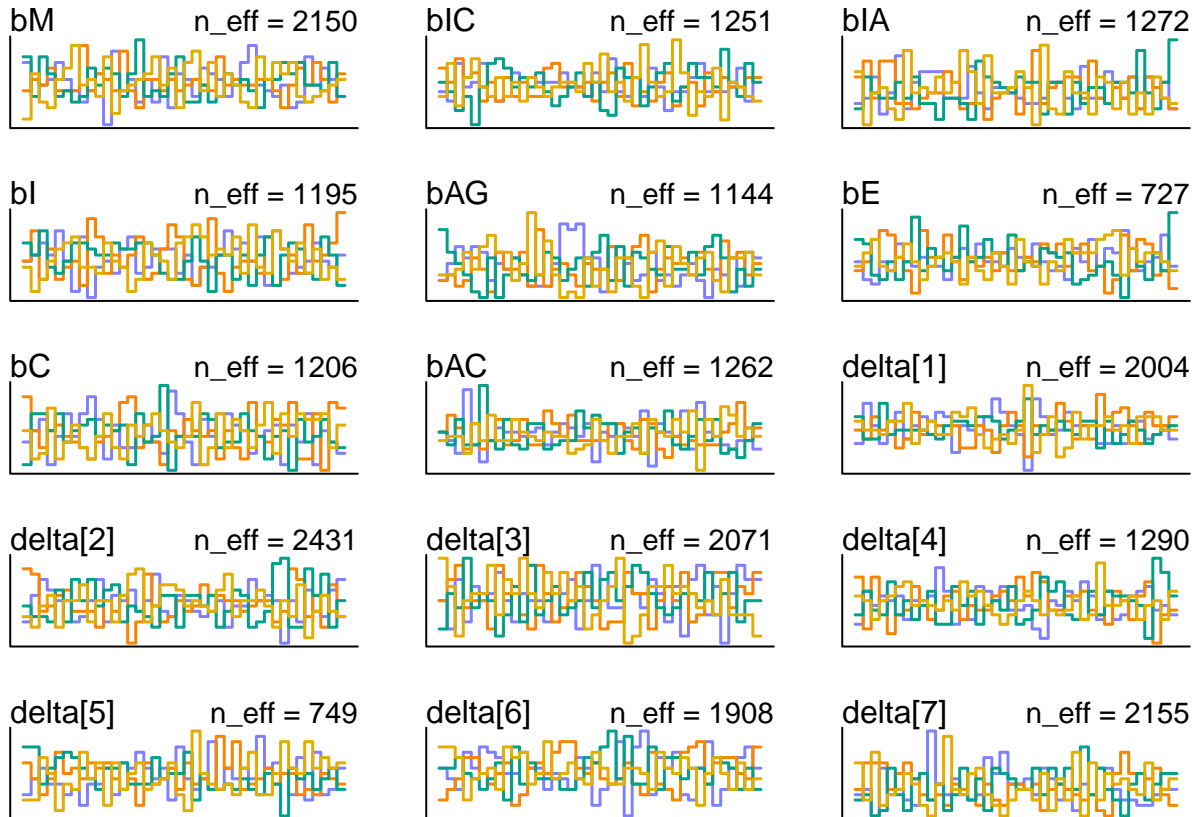 bM n_eff = 2150 bIC n_eff = 1251 bIA n_eff = 1272
bI n_eff = 1195 bAG n_eff = 1144 bE n_eff = 727
bC n_eff = 1206 bAC n_eff = 1262 delta[1] n_eff = 2004
delta[2] n_eff = 2431 delta[3] n_eff = 2071 delta[4] n_eff = 1290
delta[5] n_eff = 749 delta[6] n_eff = 1908 delta[7] n_eff = 2155